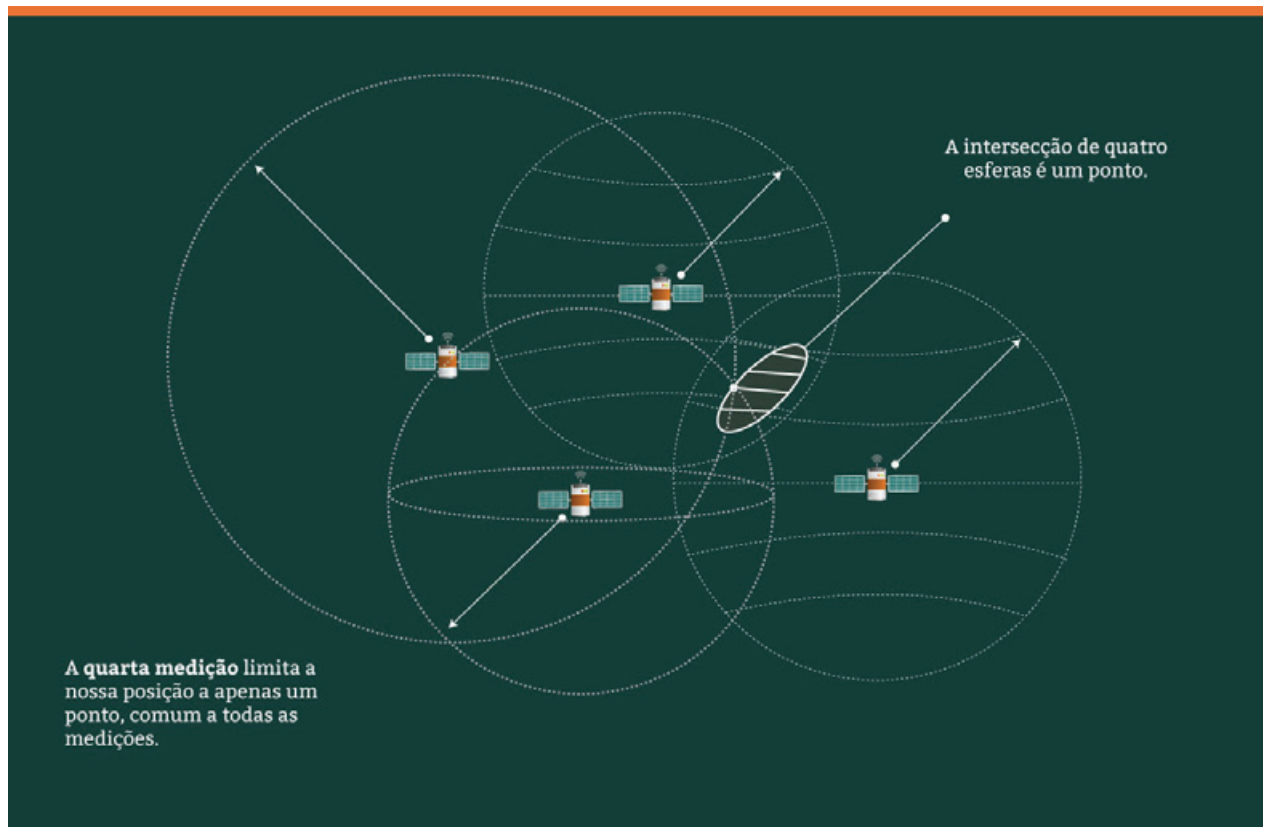 A intersecção de quatro
esferas é um ponto.
A quarta medição limita a
nossa posição a apenas um
ponto, comum a todas as
medições.